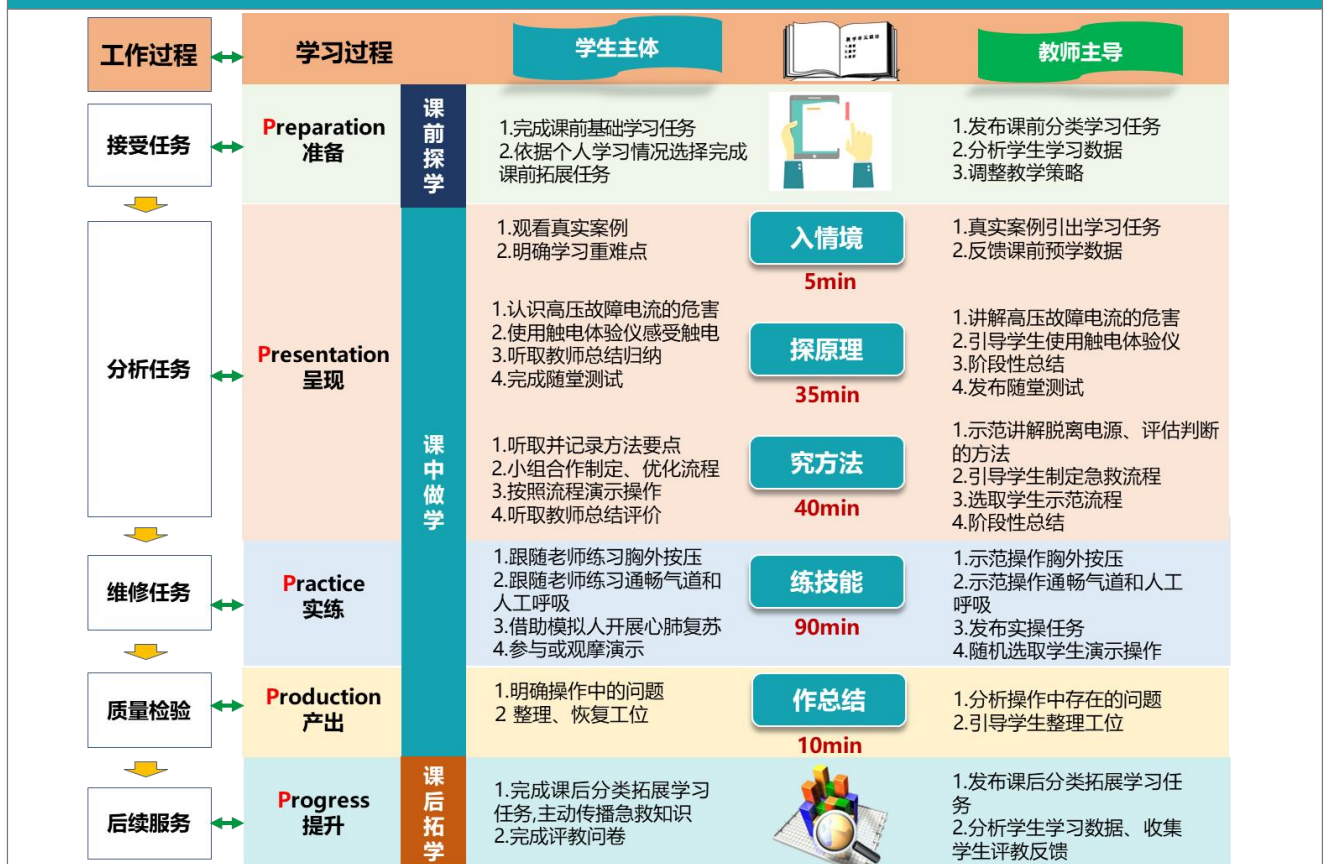 工作过程
学习过程
学生主体
教师主导
接受任务
Preparation
准备
课前探学
1.完成课前基础学习任务
2.依据个人学习情况选择完成
课前拓展任务
1.发布课前分类学习任务
2.分析学生学习数据
3.调整教学策略
分析任务
Presentation
呈现
课中做学
1.观看真实案例
2.明确学习重难点
入情境
5min
1.真实案例引出学习任务
2.反馈课前预学数据
1.认识高压故障电流的危害
2.使用触电体验仪感受触电
3.听取教师总结归纳
4.完成随堂测试
探原理
35min
1.讲解高压故障电流的危害
2.引导学生使用触电体验仪
3.阶段性总结
4.发布随堂测试
1.听取并记录方法要点
2.小组合作制定、优化流程
3.按照流程演示操作
4.听取教师总结评价
究方法
40min
1.示范讲解脱离电源、评估判断
的方法
2.引导学生制定急救流程
3.选取学生示范流程
4.阶段性总结
维修任务
Practice
实练
1.跟随老师练习胸外按压
2.跟随老师练习通畅气道和
人工呼吸
3.借助模拟人开展心肺复苏
4.参与或观摩演示
练技能
90min
1.示范操作胸外按压
2.示范操作通畅气道和人工
呼吸
3.发布实操任务
4.随机选取学生演示操作
质量检验
Production
产出
1.明确操作中的问题
2 整理、恢复工位
作总结
10min
1.分析操作中存在的问题
2.引导学生整理工位
后续服务
Progress
提升
课后拓学
1.完成课后分类拓展学习
任务,主动传播急救知识
2.完成评教问卷
1.发布课后分类拓展学习任
务
2.分析学生学习数据、收集
学生评教反馈